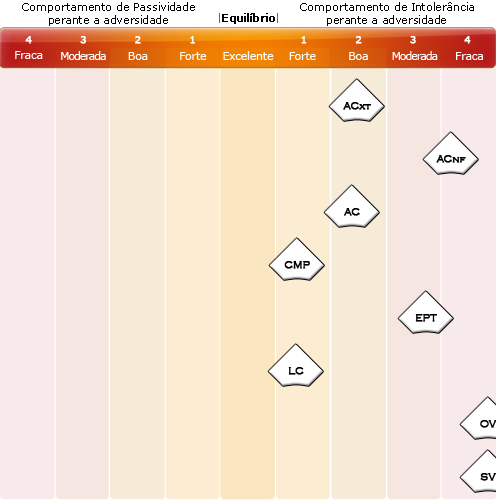 Comportamento de Passividade
perante a adversidade
|Equilíbrio|
Comportamento de Intolerância
perante a adversidade
4 3 2 1 1 2 3 4
Fraca Moderada Boa Forte Excelente Forte Boa Moderada Fraca
ACXT
ACNF
AC
CMP
EPT
LC
OV
SV